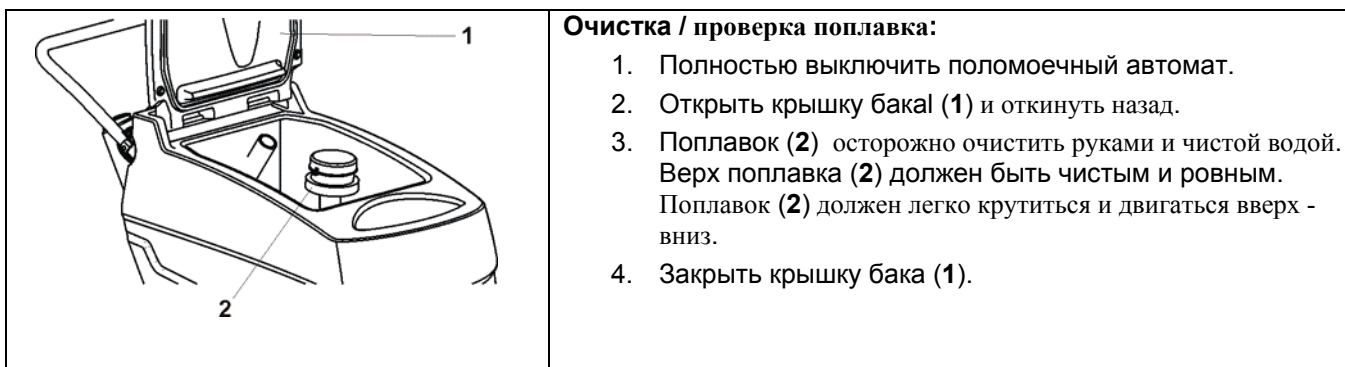 1
2
Очистка / проверка поплавка:
1. Полностью выключить поломоечный автомат.
2. Открыть крышку бакаl (1) и откинуть назад.
3. Поплавок (2) осторожно очистить руками и чистой водой.
Верх поплавка (2) должен быть чистым и ровным.
Поплавок (2) должен легко крутиться и двигаться вверх -
вниз.
4. Закрыть крышку бака (1).